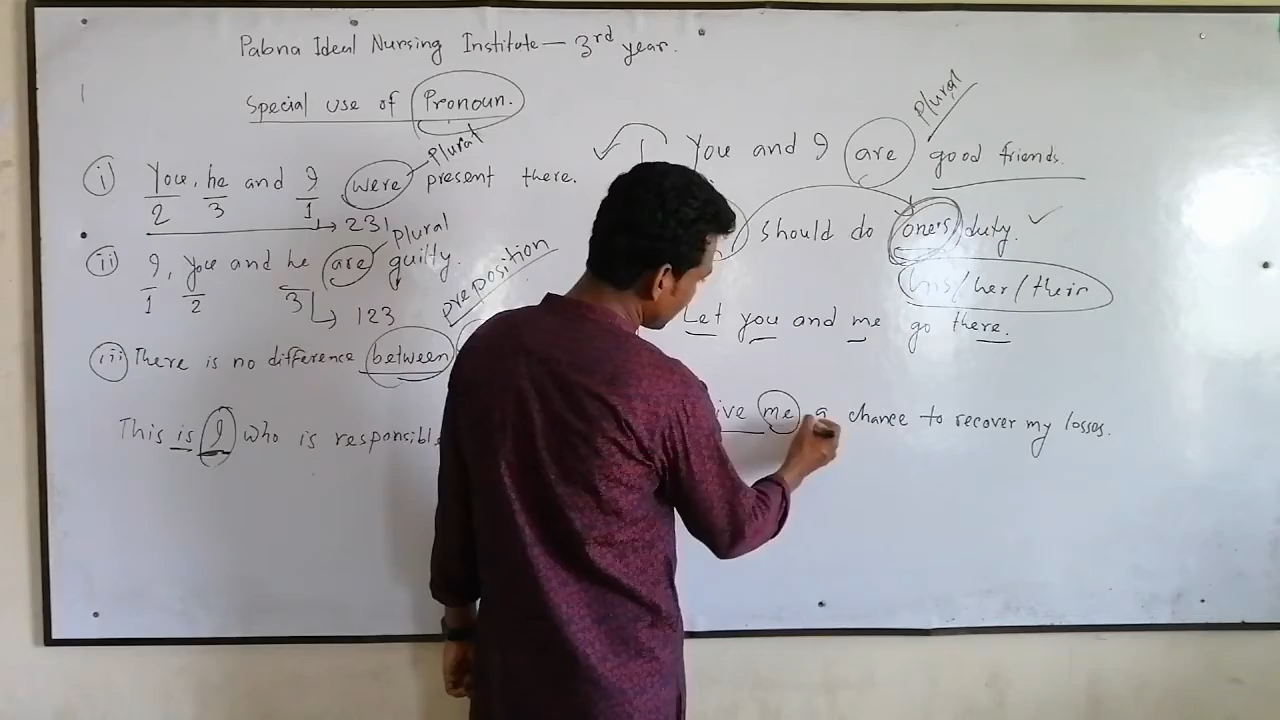 Pabna Ideal Nursing Institute — 3rd year.
Special use of Pronoun.
Plural
i) You, he and I were present there.
2 3 1
→ 231
Plural
ii) I, you and he are guilty.
1 2 3
→ 123
preposition
iii) There is no difference between
This is I who is responsibl
Plural
You and I are good friends.
should do one's duty.
his/her/their
Let you and me go there.
ive me a chance to recover my losses.